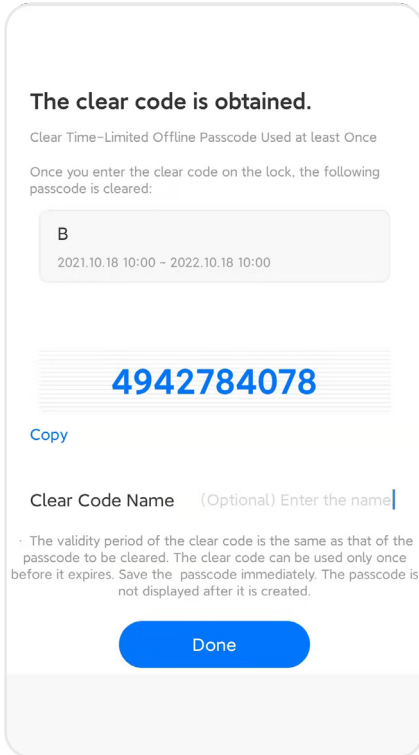 The clear code is obtained.
Clear Time-Limited Offline Passcode Used at least Once
Once you enter the clear code on the lock, the following
passcode is cleared:
B
2021.10.18 10:00 ~ 2022.10.18 10:00
4942784078
Copy
Clear Code Name (Optional) Enter the name
· The validity period of the clear code is the same as that of the
passcode to be cleared. The clear code can be used only once
before it expires. Save the passcode immediately. The passcode is
not displayed after it is created.
Done